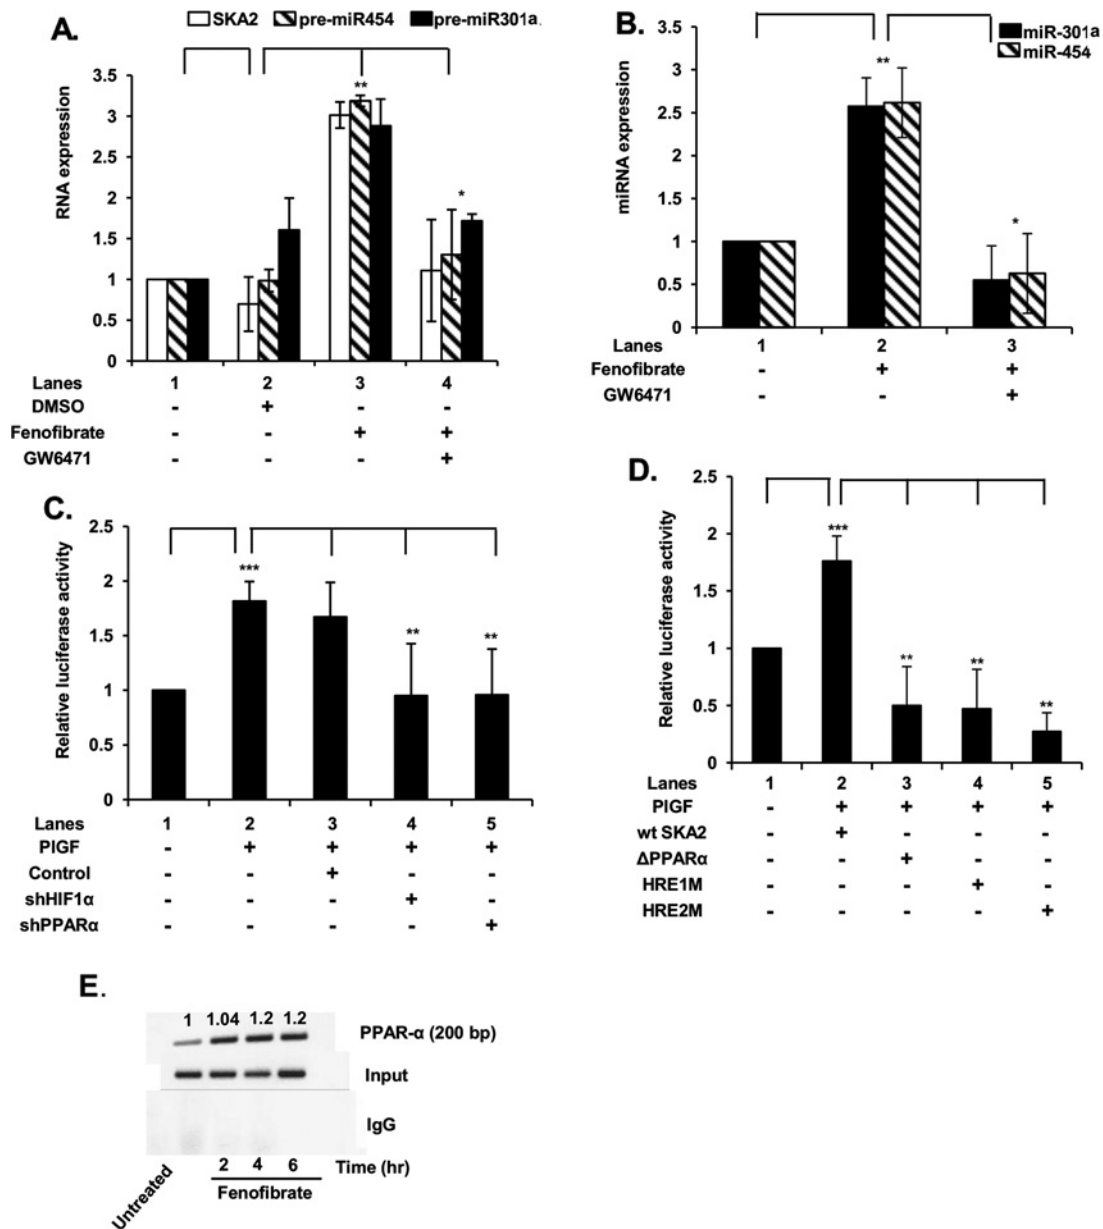 A.
SKA2 pre-miR454 pre-miR301a.
RNA expression
3.5
3
2.5
2
1.5
1
0.5
0
**
*
Lanes 1 2 3 4
DMSO - + - -
Fenofibrate - - + +
GW6471 - - - +
B.
miR-301a
miR-454
miRNA expression
3.5
3
2.5
2
1.5
1
0.5
0
**
*
Lanes 1 2 3
Fenofibrate - + +
GW6471 - - +
C.
Relative luciferase activity
2.5
2
1.5
1
0.5
0
*** ** **
Lanes 1 2 3 4 5
PlGF - + + + +
Control - - + - -
shHIF1α - - - + -
shPPARα - - - - +
D.
Relative luciferase activity
2.5
2
1.5
1
0.5
0
*** ** ** **
Lanes 1 2 3 4 5
PlGF - + + + +
wt SKA2 - + - - -
ΔPPARα - - + - -
HRE1M - - - + -
HRE2M - - - - +
E.
1 1.04 1.2 1.2
PPAR-α (200 bp)
Input
IgG
Untreated 2 4 6 Time (hr)
Fenofibrate